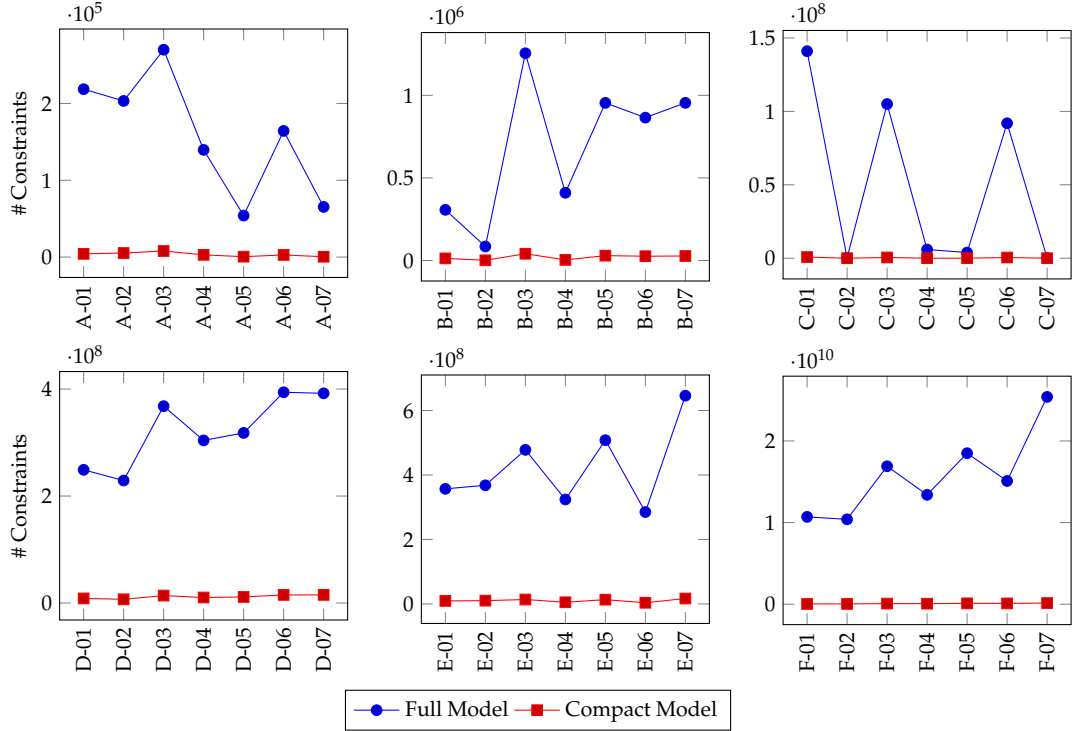 ·10^5
# Constraints
2
1
0
A-01 A-02 A-03 A-04 A-05 A-06 A-07
·10^6
1
0.5
0
B-01 B-02 B-03 B-04 B-05 B-06 B-07
·10^8
1.5
1
0.5
0
C-01 C-02 C-03 C-04 C-05 C-06 C-07
·10^8
# Constraints
4
2
0
D-01 D-02 D-03 D-04 D-05 D-06 D-07
·10^8
6
4
2
0
E-01 E-02 E-03 E-04 E-05 E-06 E-07
·10^10
2
1
0
F-01 F-02 F-03 F-04 F-05 F-06 F-07
Full Model Compact Model